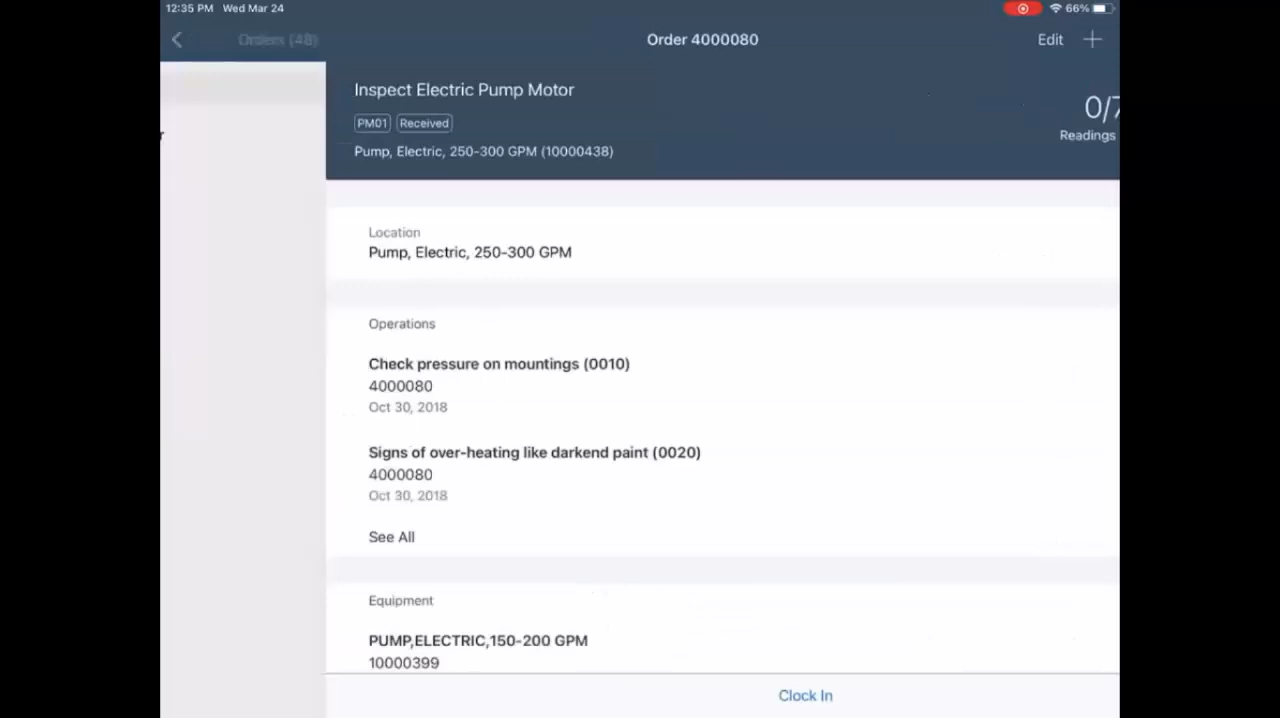 12:35 PM Wed Mar 24 66%
Orders (48) Order 4000080 Edit
Inspect Electric Pump Motor
PM01 Received
Pump, Electric, 250-300 GPM (10000438)
0/7
Readings
Location
Pump, Electric, 250-300 GPM
Operations
Check pressure on mountings (0010)
4000080
Oct 30, 2018
Signs of over-heating like darkend paint (0020)
4000080
Oct 30, 2018
See All
Equipment
PUMP,ELECTRIC,150-200 GPM
10000399
Clock In